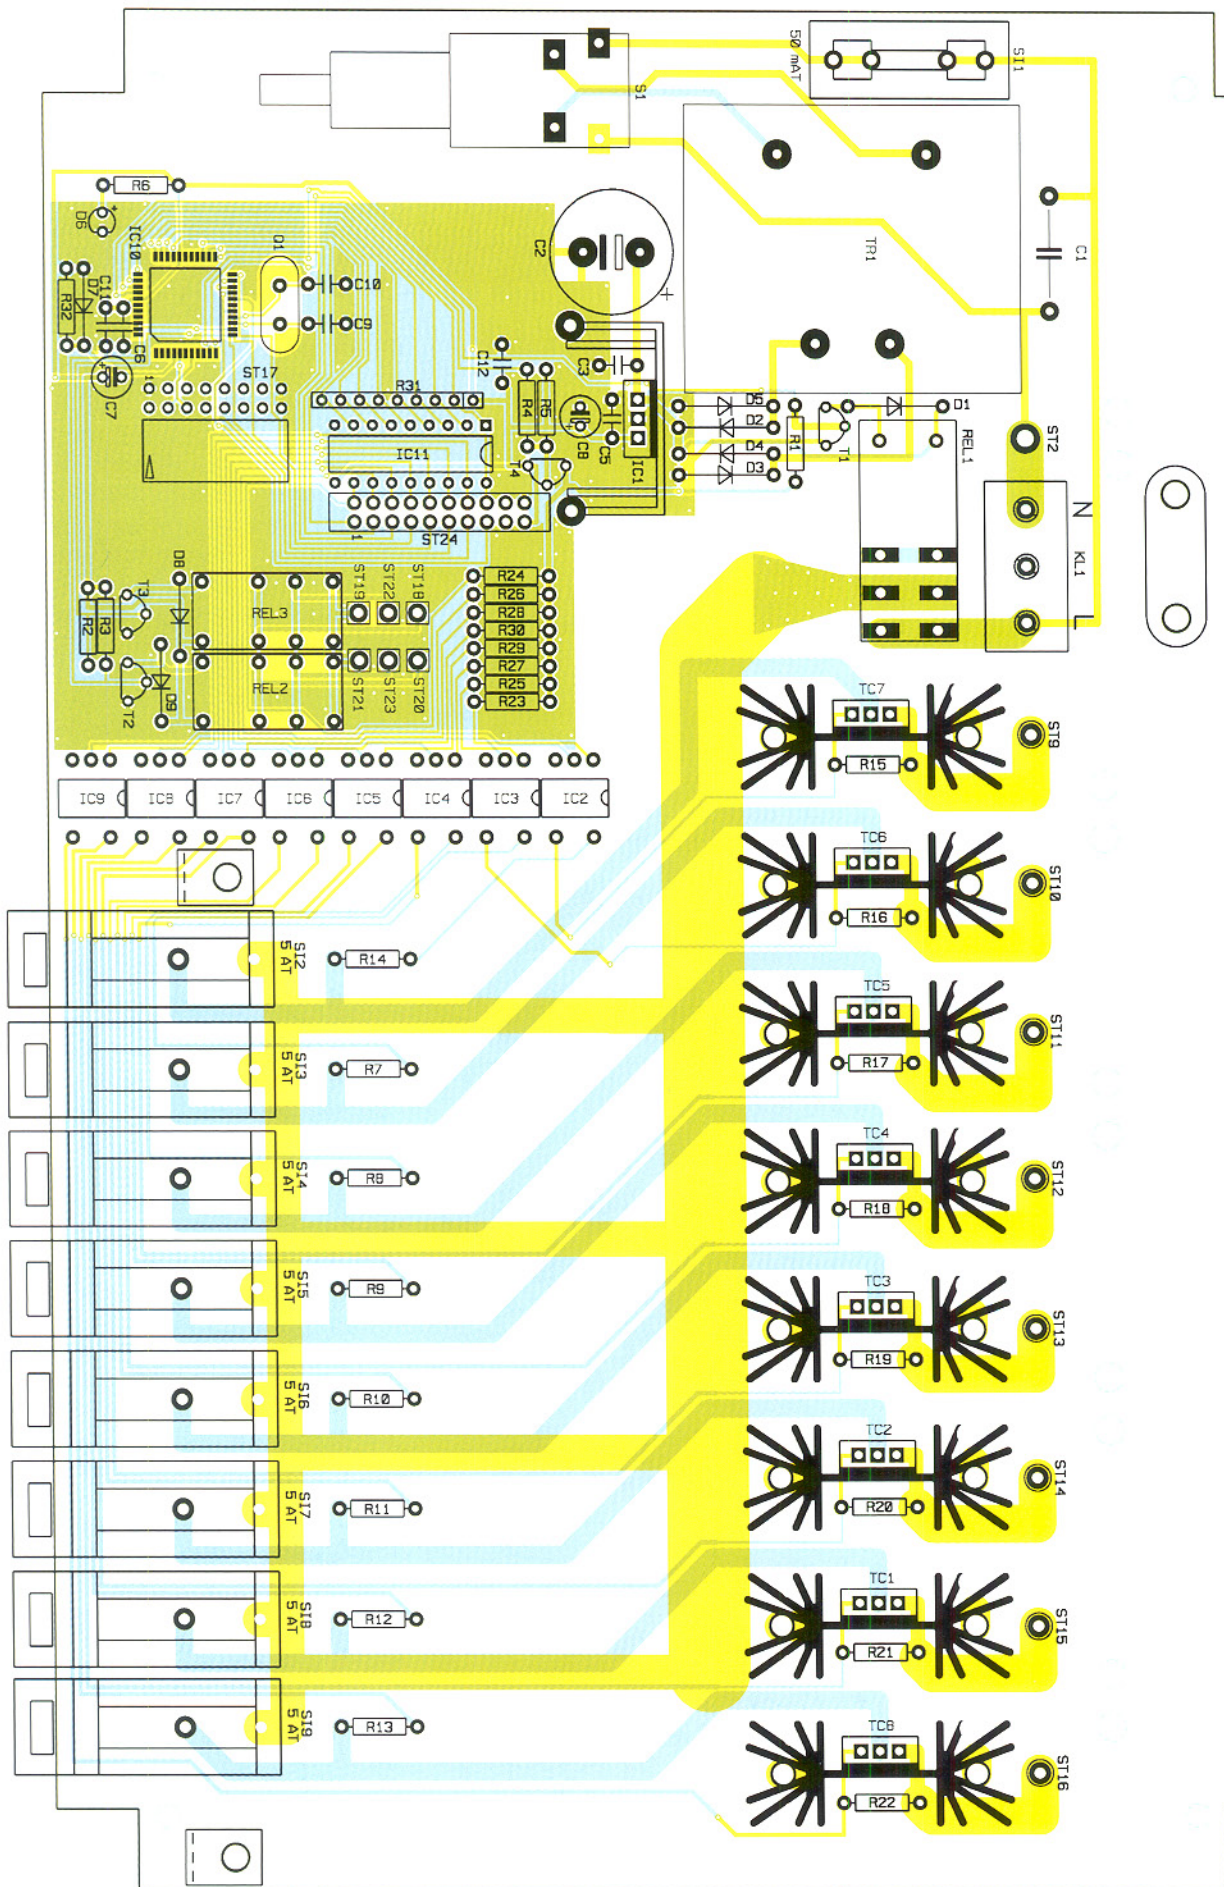 50 mAT
SI1
S1
R6
D6
IC10
Q1
C2
+
TR1
C1
C10
C9
D7
R32
C11
C6
C7
ST17
1
R31
C12
R4
R5
C3
C8
C5
IC1
D5
D2
D4
D3
R1
T1
D1
REL1
ST2
IC11
T4
ST24
1
N
KL1
L
D8
T3
R2
R3
T2
D9
REL3
REL2
ST19
ST22
ST18
ST21
ST23
ST20
R24
R26
R28
R30
R29
R27
R25
R23
TC7
R15
ST9
IC9
IC8
IC7
IC6
IC5
IC4
IC3
IC2
TC6
R16
ST10
SI2
5 AT
R14
TC5
R17
ST11
SI3
5 AT
R7
TC4
R18
ST12
SI4
5 AT
R8
TC3
R19
ST13
SI5
5 AT
R9
SI6
5 AT
R10
TC2
R20
ST14
SI7
5 AT
R11
TC1
R21
ST15
SI8
5 AT
R12
SI9
5 AT
R13
TC8
R22
ST16